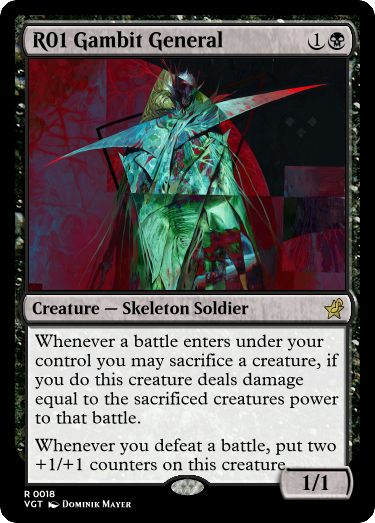 R01 Gambit General 1
Creature — Skeleton Soldier
Whenever a battle enters under your
control you may sacrifice a creature, if
you do this creature deals damage
equal to the sacrificed creatures power
to that battle.
Whenever you defeat a battle, put two
+1/+1 counters on this creature.
1/1
R 0018
VGT DOMINIK MAYER